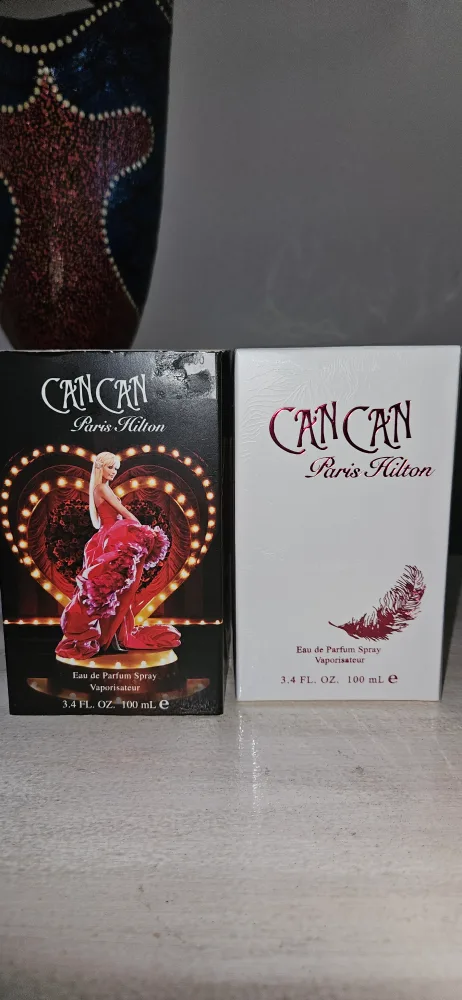 CAN CAN
Paris Hilton
Eau de Parfum Spray
Vaporisateur
3.4 FL. OZ. 100 mL e
CAN CAN
Paris Hilton
Eau de Parfum Spray
Vaporisateur
3.4 FL. OZ. 100 mL e